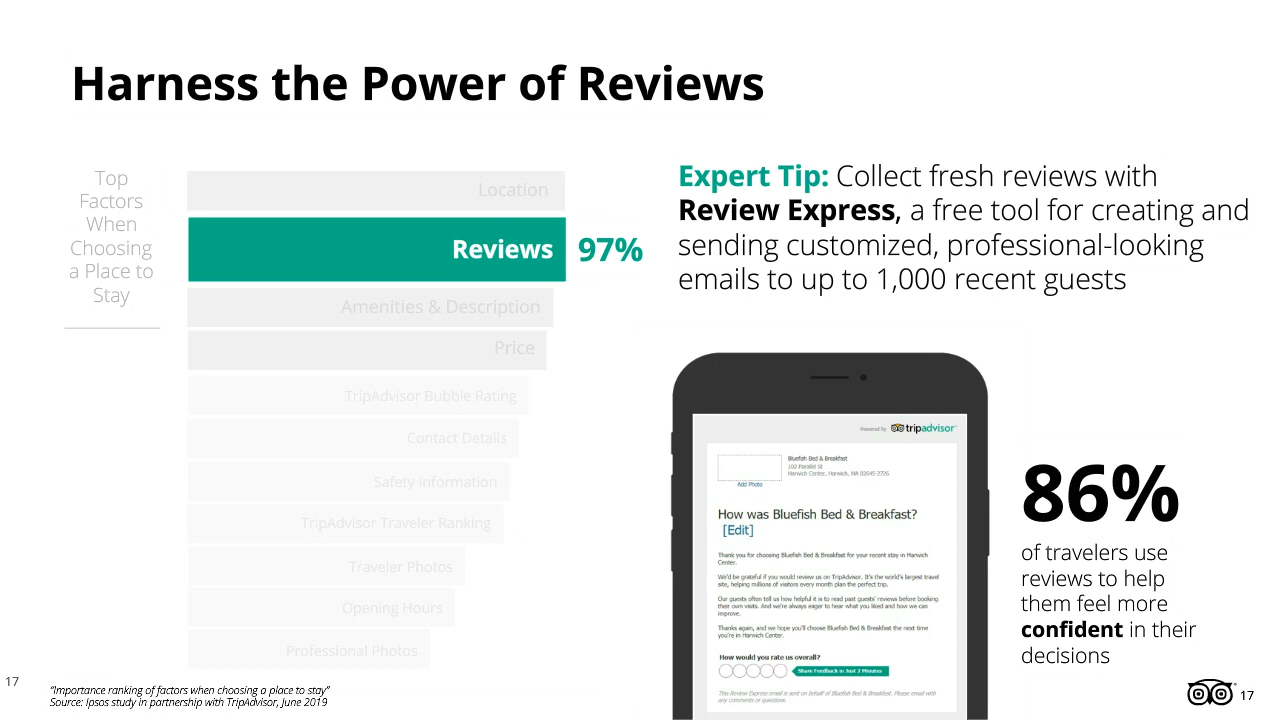 Harness the Power of Reviews
Top
Factors
When
Choosing
a Place to
Stay
Location
Reviews 97%
Amenities & Description
Price
TripAdvisor Bubble Rating
Contact Details
Safety Information
TripAdvisor Traveler Ranking
Traveler Photos
Opening Hours
Professional Photos
Expert Tip: Collect fresh reviews with
Review Express, a free tool for creating and
sending customized, professional-looking
emails to up to 1,000 recent guests
Powered by tripadvisor
Bluefish Bed & Breakfast
102 Parallel St
Harwich Center, Harwich, MA 02645-2726
Add Photo
How was Bluefish Bed & Breakfast?
[Edit]
Thank you for choosing Bluefish Bed & Breakfast for your recent stay in Harwich
Center.
We'd be grateful if you would review us on TripAdvisor. It's the world's largest travel
site, helping millions of visitors every month plan the perfect trip.
Our guests often tell us how helpful it is to read past guests' reviews before booking
their own visits. And we're always eager to hear what you liked and how we can
improve.
Thanks again, and we hope you'll choose Bluefish Bed & Breakfast the next time
you're in Harwich Center.
How would you rate us overall?
Share Feedback in Just 2 Minutes
This Review Express email is sent on behalf of Bluefish Bed & Breakfast. Please email with
any comments or questions.
86%
of travelers use
reviews to help
them feel more
confident in their
decisions
17
"Importance ranking of factors when choosing a place to stay"
17